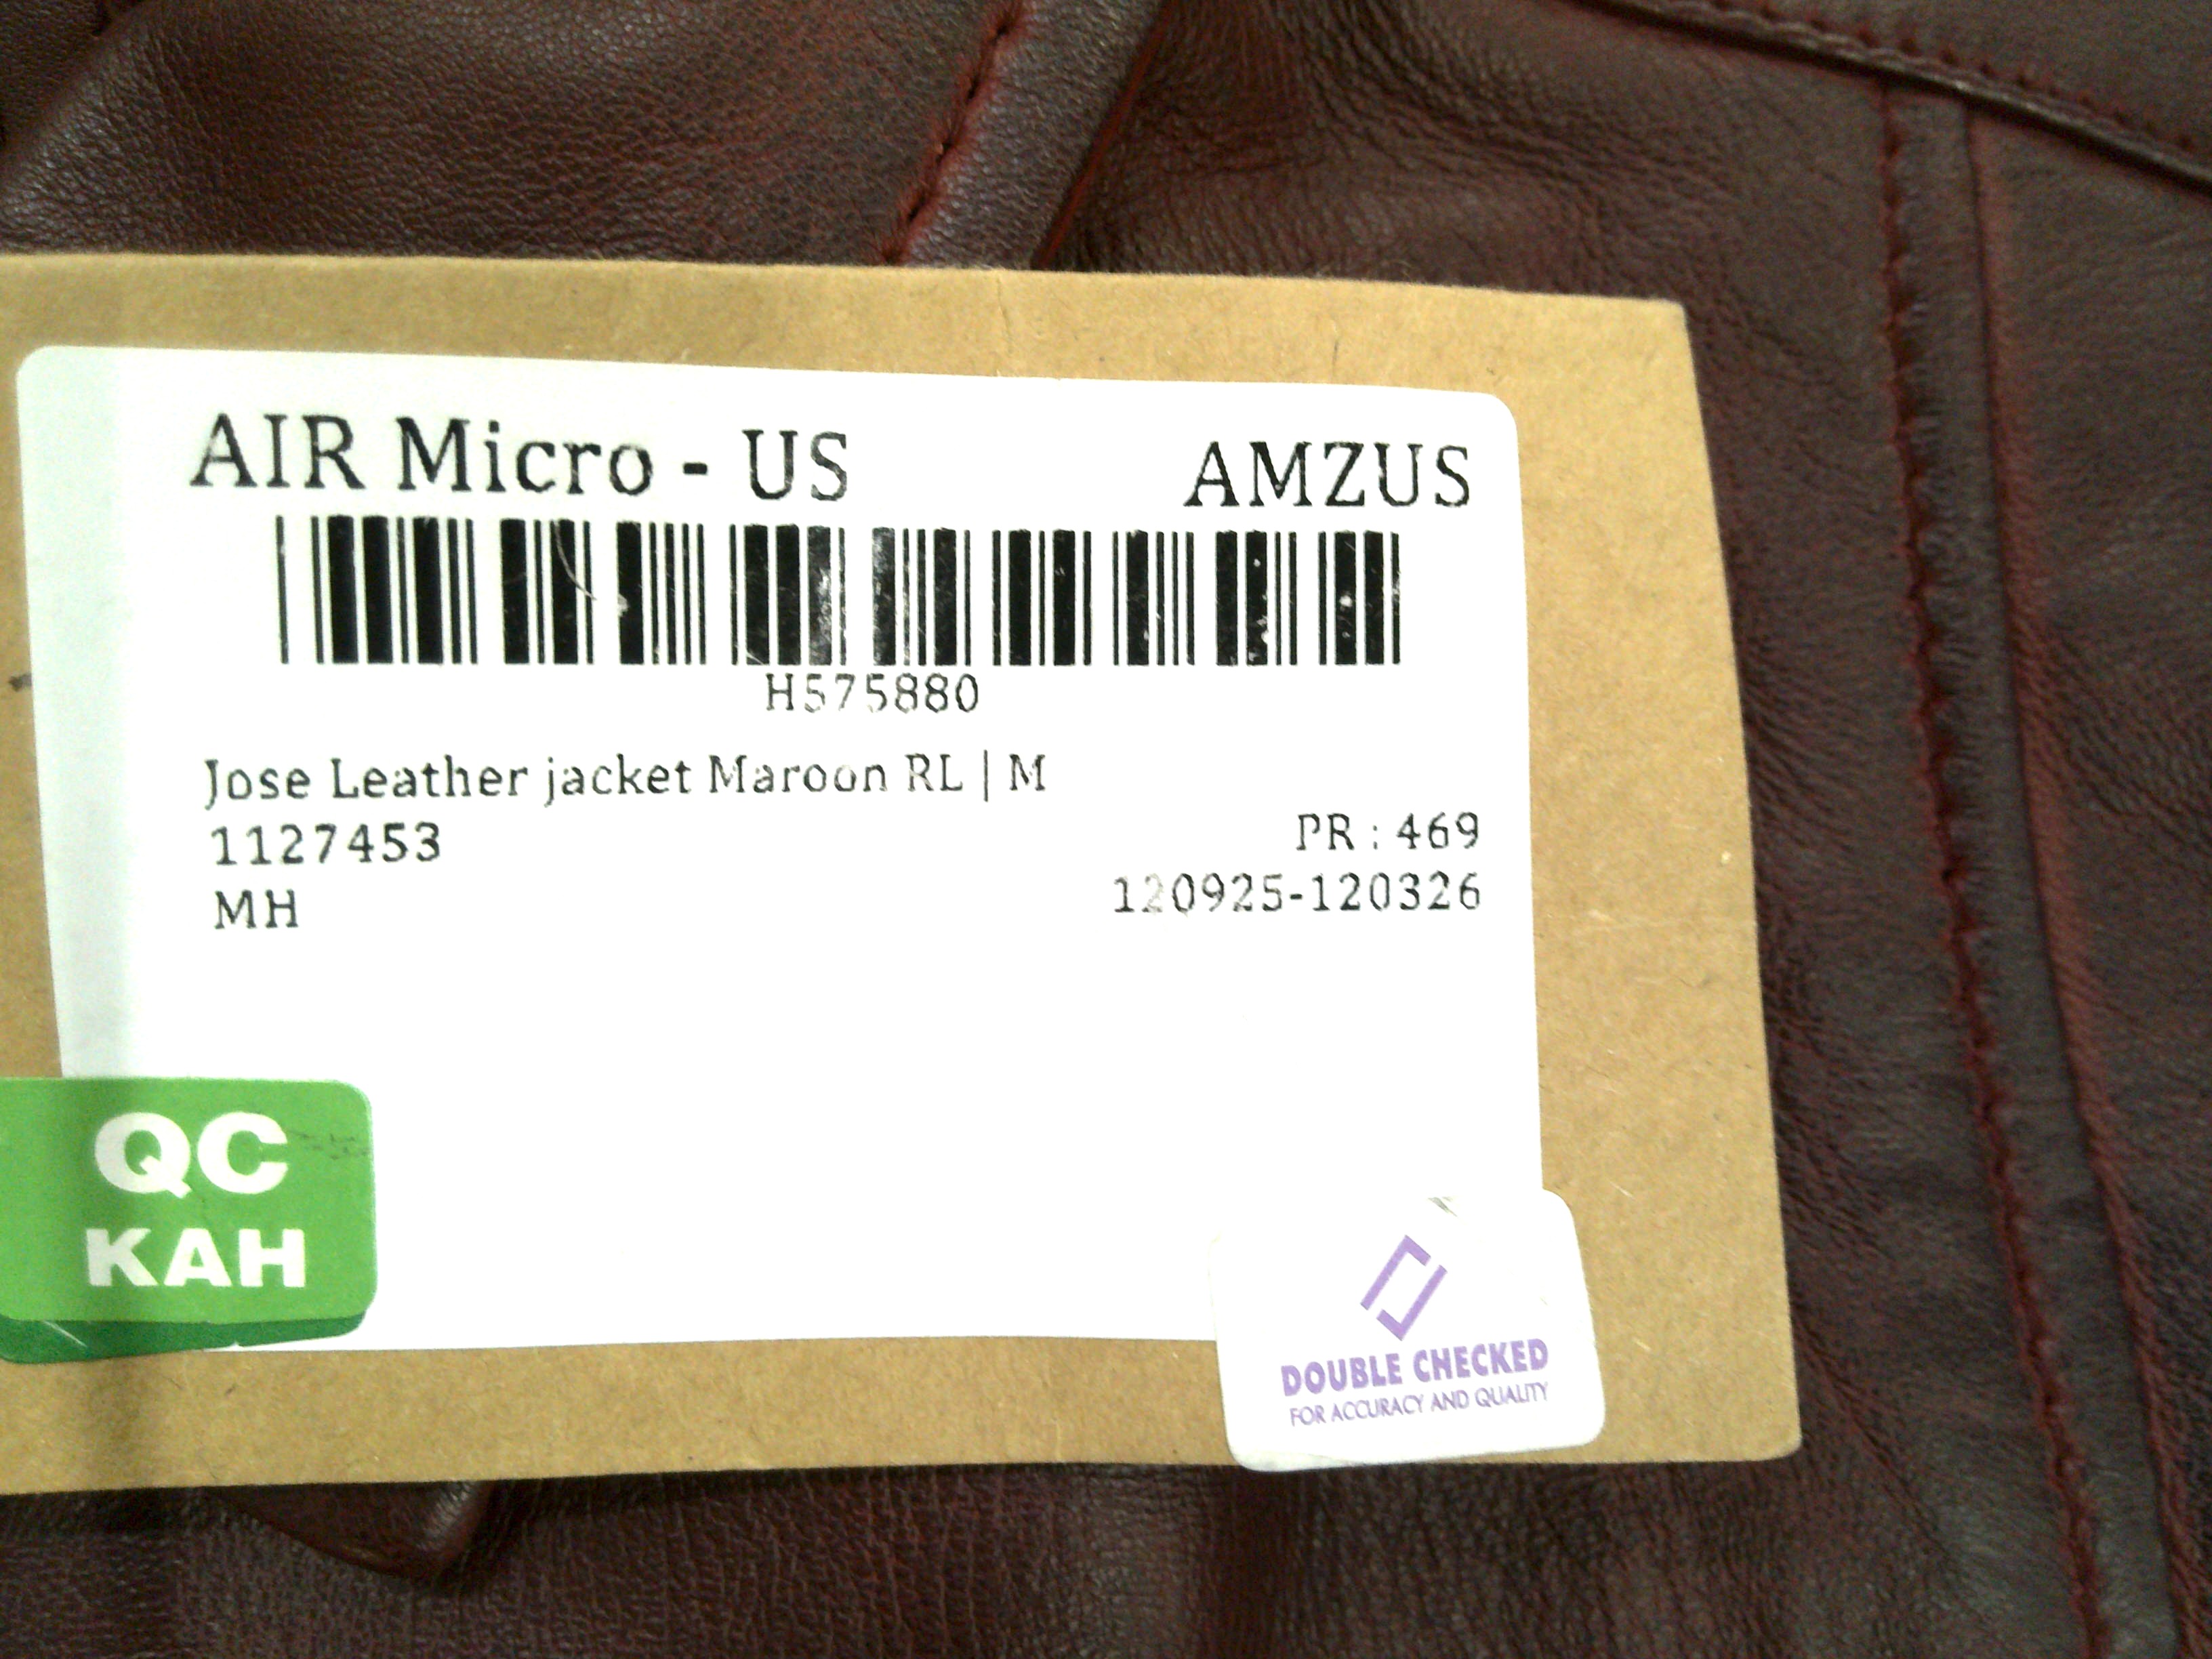 AIR Micro - US AMZUS
H575880
Jose Leather jacket Maroon RL | M
1127453 PR : 469
MH 120925-120326
QC
KAH
DOUBLE CHECKED
FOR ACCURACY AND QUALITY